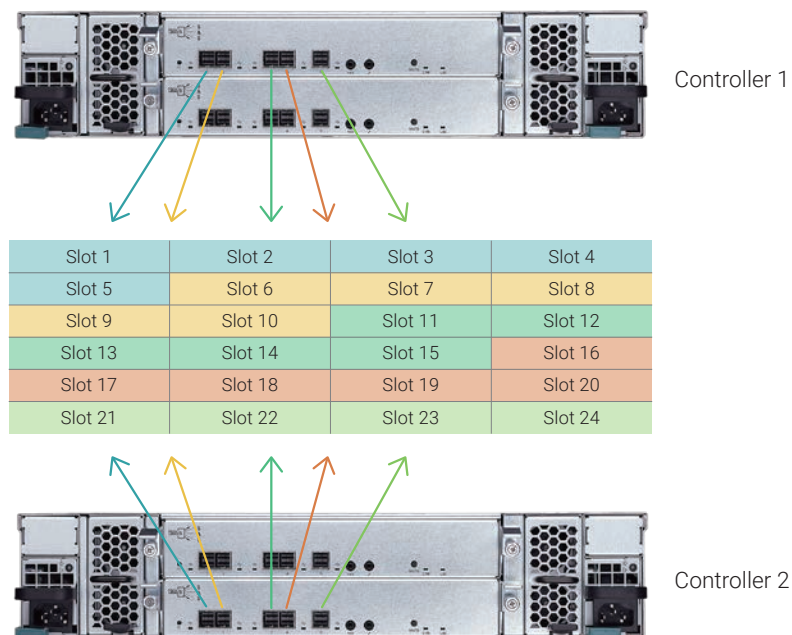 Controller 1
Slot 1 Slot 2 Slot 3 Slot 4
Slot 5 Slot 6 Slot 7 Slot 8
Slot 9 Slot 10 Slot 11 Slot 12
Slot 13 Slot 14 Slot 15 Slot 16
Slot 17 Slot 18 Slot 19 Slot 20
Slot 21 Slot 22 Slot 23 Slot 24
Controller 2